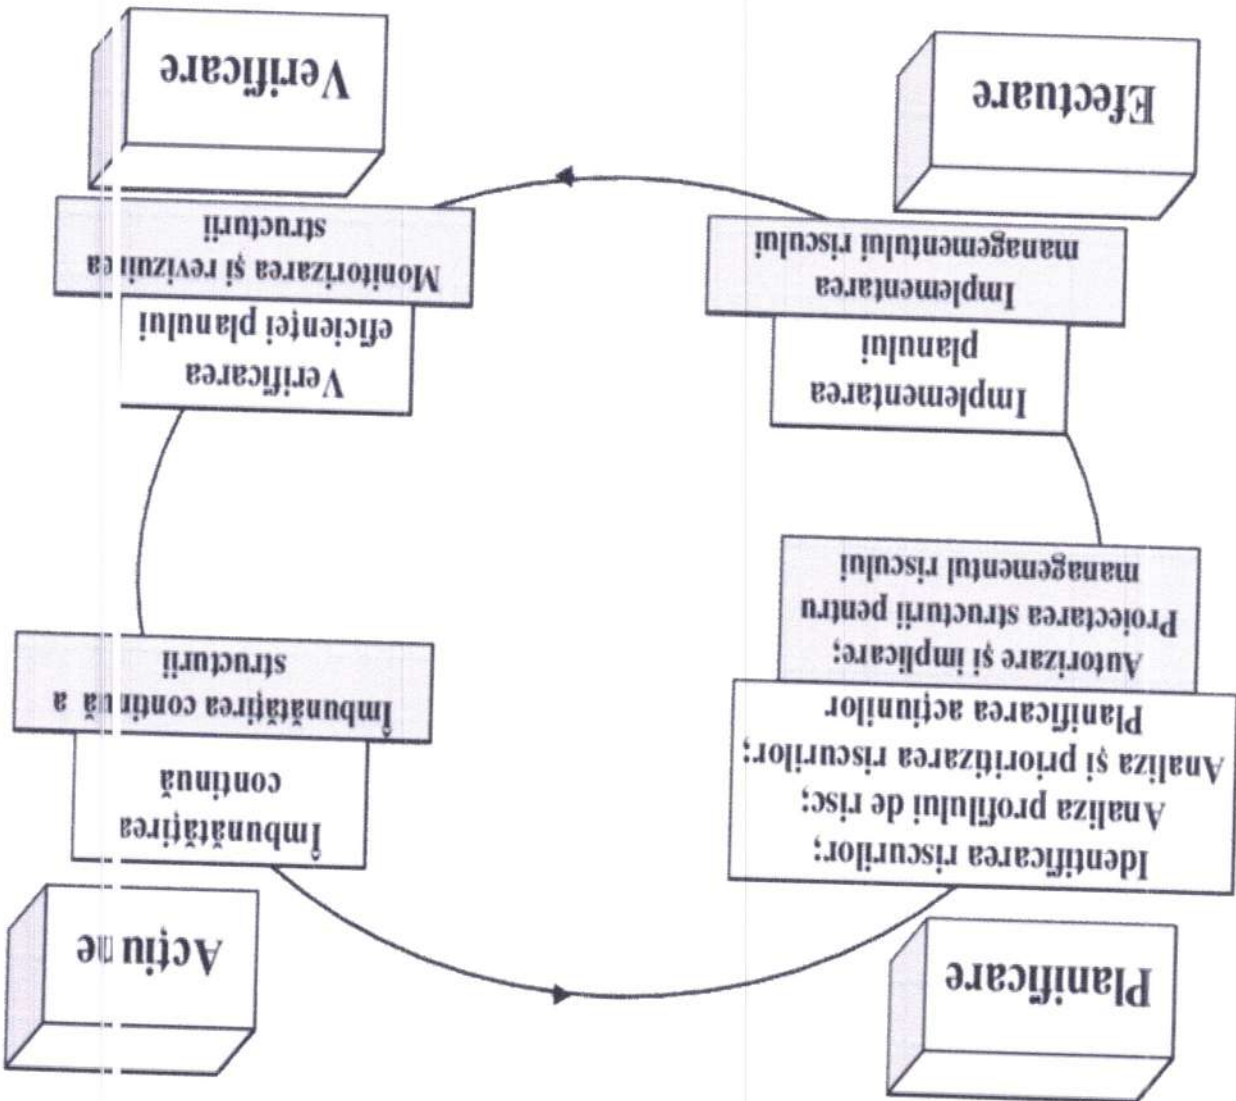 Planificare
Identificarea riscurilor;
Analiza profilului de risc;
Analiza și prioritizarea riscurilor;
Planificarea acțiunilor
Autorizare și implicare;
Proiectarea structurii pentru
managementul riscului
Implementarea
planului
Implementarea
managementului riscului
Efectuare
Acțiune
Îmbunătățirea
continuă
Îmbunătățirea continuă a
structurii
Verificarea
eficienței planului
Monitorizarea și revizuirea
structurii
Verificare